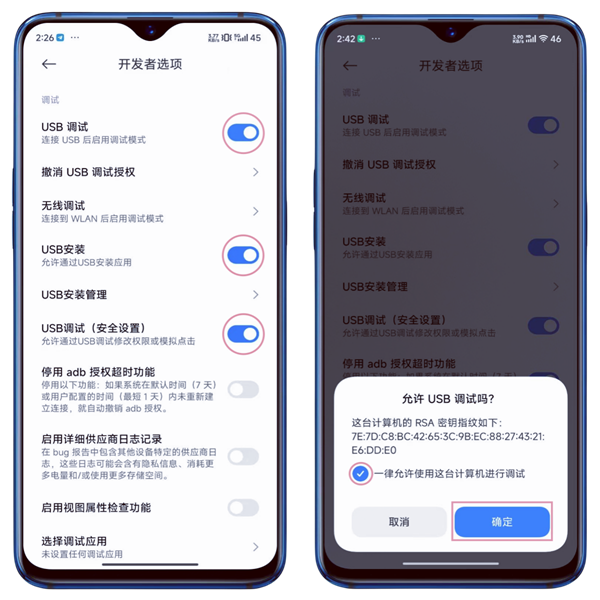 2:26 ··· 45
开发者选项
调试
USB 调试
连接 USB 后启用调试模式
撤消 USB 调试授权
无线调试
连接到 WLAN 后启用调试模式
USB安装
允许通过USB安装应用
USB安装管理
USB调试（安全设置）
允许通过USB调试修改权限或模拟点击
停用 adb 授权超时功能
停用以下功能：如果系统在默认时间（7 天）
或用户配置的时间（最短 1 天）内未重新建
立连接，就自动撤销 adb 授权。
启用详细供应商日志记录
在 bug 报告中包含其他设备特定的供应商日
志，这些日志可能会含有隐私信息、消耗更
多电量和/或使用更多存储空间。
启用视图属性检查功能
选择调试应用
未设置任何调试应用
2:42 ··· 46
开发者选项
调试
USB 调试
连接 USB 后启用调试模式
撤消 USB 调试授权
无线调试
连接到 WLAN 后启用调试模式
USB安装
允许通过USB安装应用
USB安装管理
USB调试（安全设置）
允许通过USB调试修改权限或模拟点击
停用 adb 授权超时功能
允许 USB 调试吗？
这台计算机的 RSA 密钥指纹如下：
7E:7D:C8:BC:42:65:3C:9B:EC:88:27:43:21:
E6:DD:E0
一律允许使用这台计算机进行调试
取消 确定